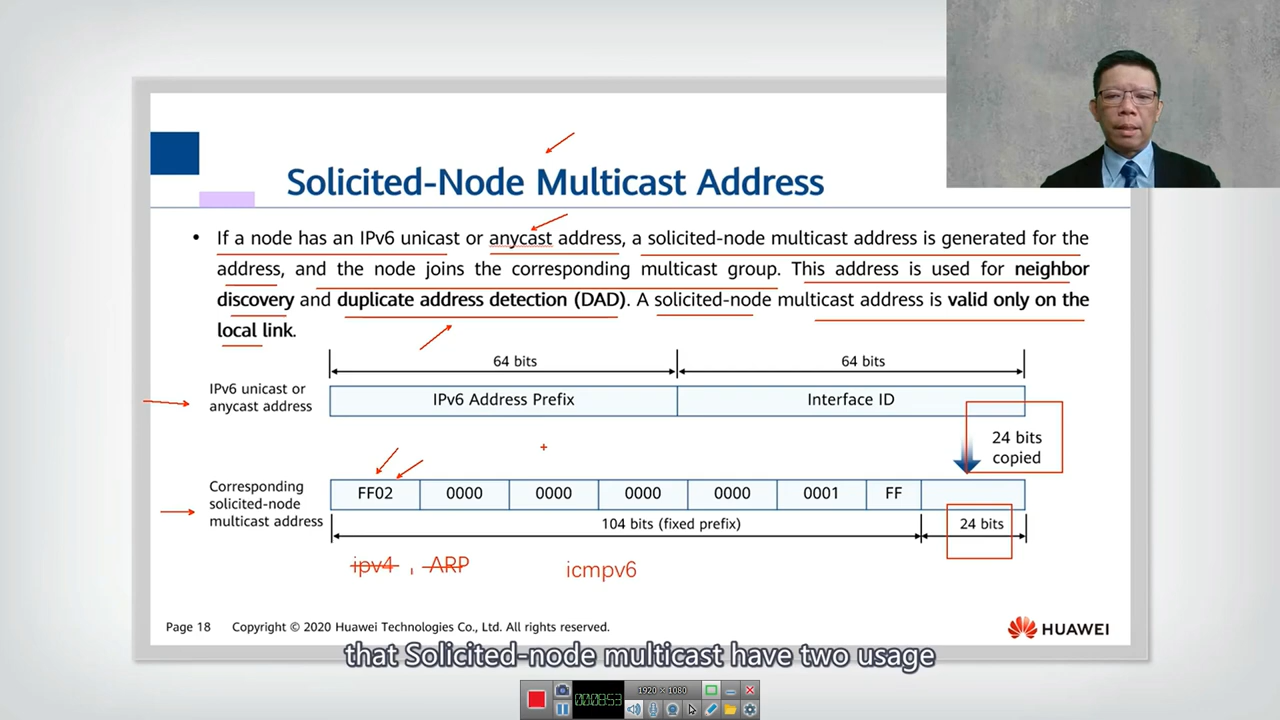 Solicited-Node Multicast Address
• If a node has an IPv6 unicast or anycast address, a solicited-node multicast address is generated for the
address, and the node joins the corresponding multicast group. This address is used for neighbor
discovery and duplicate address detection (DAD). A solicited-node multicast address is valid only on the
local link.
64 bits 64 bits
IPv6 unicast or
anycast address
IPv6 Address Prefix Interface ID
24 bits
copied
Corresponding
solicited-node
multicast address
FF02 0000 0000 0000 0000 0001 FF
104 bits (fixed prefix) 24 bits
ipv4 , ARP icmpv6
Page 18 Copyright © 2020 Huawei Technologies Co., Ltd. All rights reserved.
HUAWEI
that Solicited-node multicast have two usage
1920 × 1080
000853